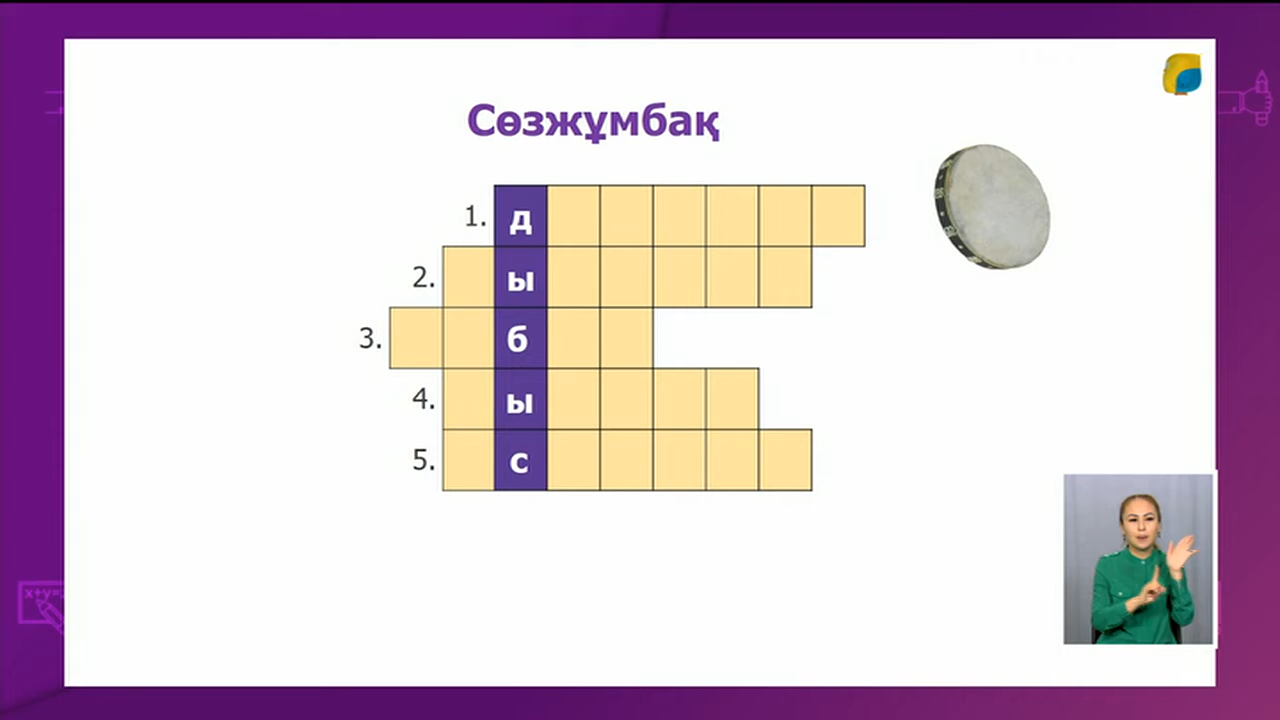 Сөзжұмбақ
1. д
2. ы
3. б
4. ы
5. с
x+y=